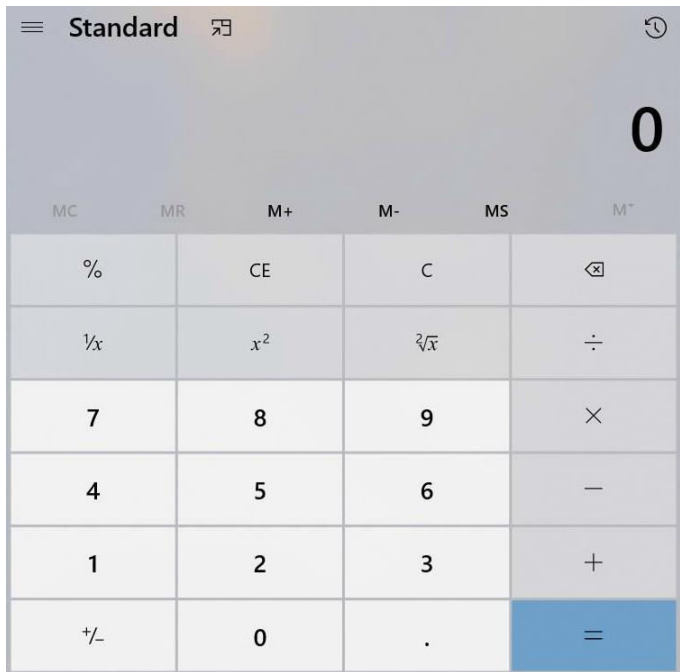 Standard
0
MC MR M+ M- MS M˅
% CE C
¹/x x² ²√x ÷
7 8 9 ×
4 5 6 −
1 2 3 +
+/− 0 . =